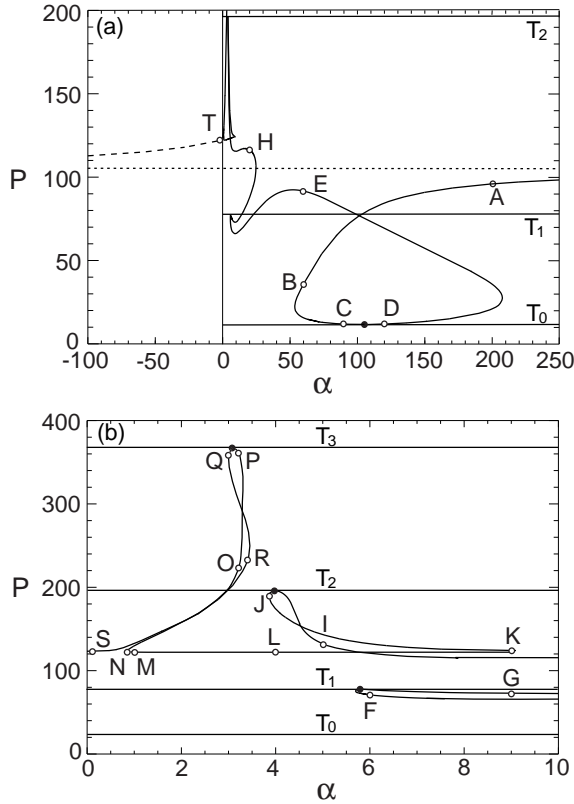 (a)
200
150
100
50
0
P
T₂
T
H
E
A
T₁
B
C
D
T₀
-100 -50 0 50 100 150 200 250
α
(b)
400
300
200
100
0
P
T₃
Q P
O R
T₂
J
I
K
S
N M
L
T₁
F
G
T₀
0 2 4 6 8 10
α